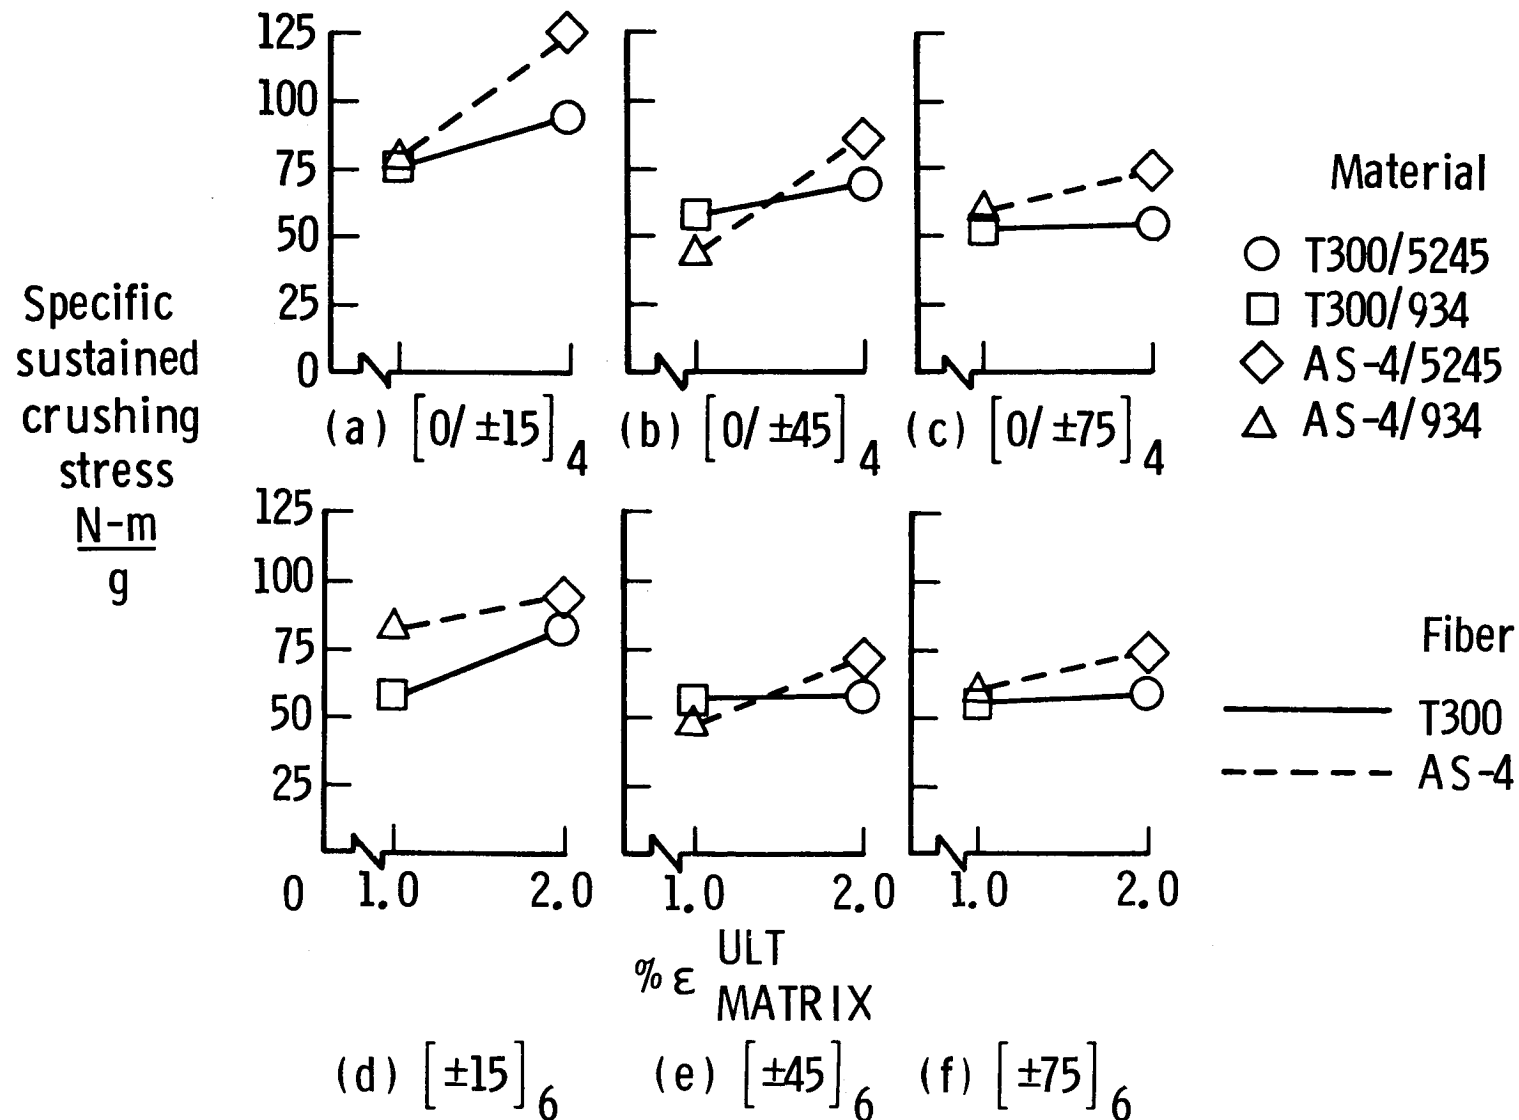 Specific
sustained
crushing
stress
N-m
g
125
100
75
50
25
0
(a) [0/ ±15]4
(b) [0/ ±45]4
(c) [0/ ±75]4
Material
T300/5245
T300/934
AS-4/5245
AS-4/934
125
100
75
50
25
0 1.0 2.0 1.0 2.0 1.0 2.0
% ε ULT
MATRIX
(d) [±15]6
(e) [±45]6
(f) [±75]6
Fiber
T300
AS-4